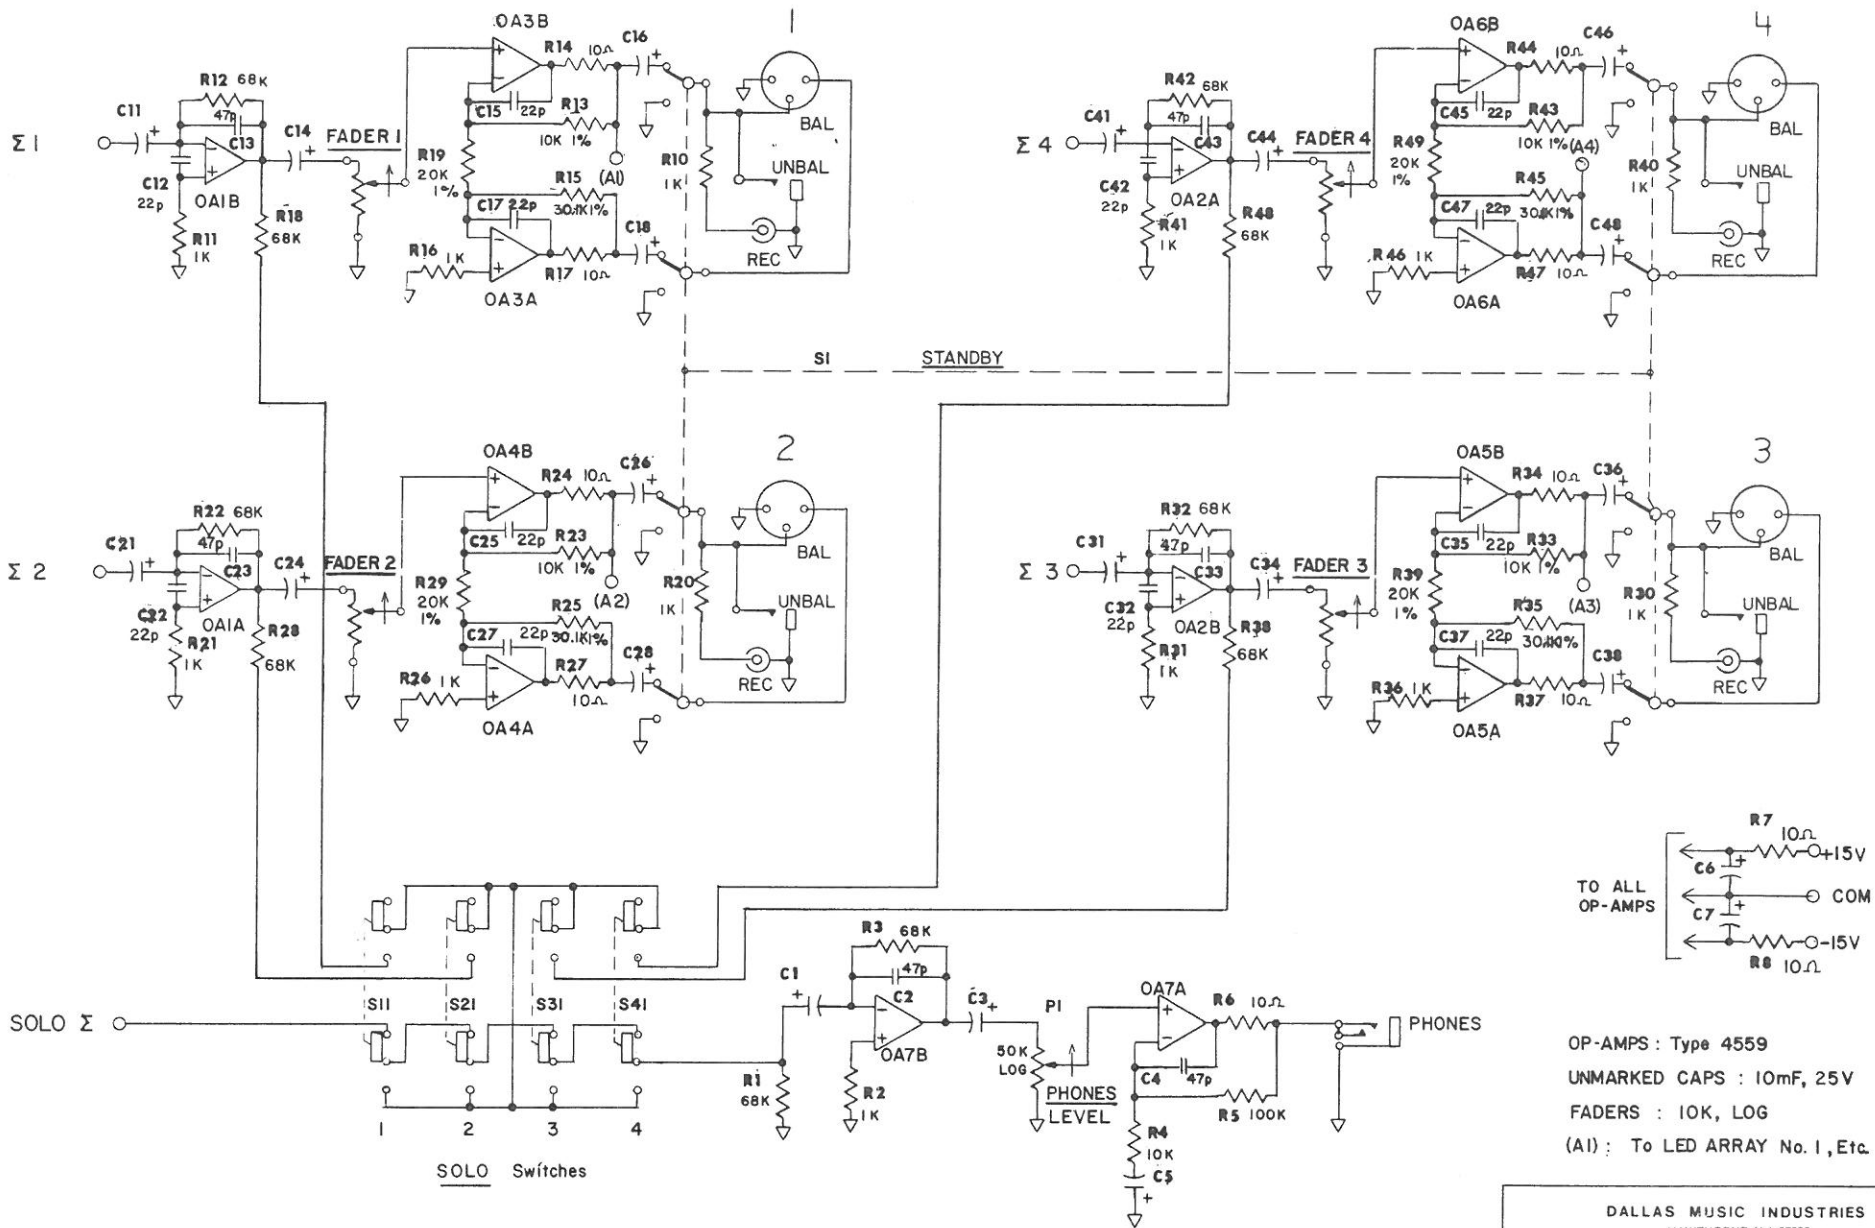 Σ 1
C11
+
R12 68K
47p
C13
C12
22p
OA1B
R11
1K
C14
+
FADER 1
R18
68K
OA3B
R14
10Ω
C16
+
C15
22p
R13
10K 1%
R19
20K
1%
(A1)
R15
30.1K1%
C17 22p
C18
+
R16
1K
R17
10Ω
OA3A
R10
1K
1
BAL
UNBAL
REC
Σ 4
C41
+
R42
68K
47p
C43
C42
22p
OA2A
R41
1K
C44
+
FADER 4
R48
68K
OA6B
R44
10Ω
C46
+
C45
22p
R43
10K 1%
(A4)
R49
20K
1%
R45
30.1K1%
C47
22p
C48
+
R46 1K
R47
10Ω
OA6A
R40
1K
4
BAL
UNBAL
REC
S1
STANDBY
Σ 2
C21
+
R22 68K
47p
C23
C22
22p
OA1A
R21
1K
C24
+
FADER 2
R28
68K
OA4B
R24
10Ω
C26
+
C25
22p
R23
10K 1%
R29
20K
1%
(A2)
R25
30.1K1%
C27
22p
C28
+
R26 1K
R27
10Ω
OA4A
R20
1K
2
BAL
UNBAL
REC
Σ 3
C31
+
R32 68K
47p
C33
C32
22p
OA2B
R31
1K
C34
+
FADER 3
R38
68K
OA5B
R34
10Ω
C36
+
C35
22p
R33
10K 1%
R39
20K
1%
(A3)
R35
30.1K1%
C37
22p
C38
+
R36 1K
R37
10Ω
OA5A
R30
1K
3
BAL
UNBAL
REC
TO ALL
OP-AMPS
R7
10Ω
+15V
C6
+
COM
C7
+
-15V
R8 10Ω
SOLO Σ
S11
S21
S31
S41
1
2
3
4
SOLO Switches
R1
68K
C1
+
R3 68K
47p
C2
OA7B
R2
1K
C3
+
P1
50K
LOG
PHONES
LEVEL
OA7A
R6
10Ω
C4
47p
R5 100K
R4
10K
C5
+
PHONES
OP-AMPS : Type 4559
UNMARKED CAPS : 10mF, 25V
FADERS : 10K, LOG
(A1) : To LED ARRAY No. 1, Etc.
DALLAS MUSIC INDUSTRIES